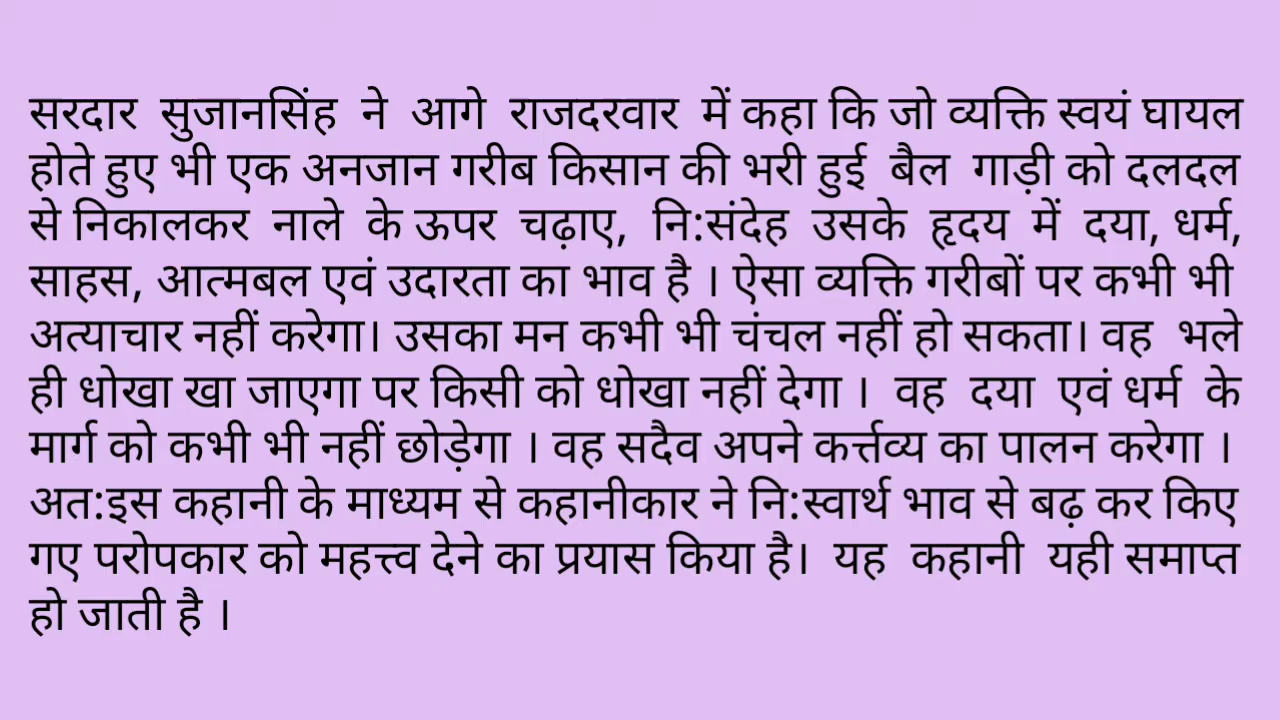 सरदार सुजानसिंह ने आगे राजदरवार में कहा कि जो व्यक्ति स्वयं घायल
होते हुए भी एक अनजान गरीब किसान की भरी हुई बैल गाड़ी को दलदल
से निकालकर नाले के ऊपर चढ़ाए, नि:संदेह उसके हृदय में दया, धर्म,
साहस, आत्मबल एवं उदारता का भाव है । ऐसा व्यक्ति गरीबों पर कभी भी
अत्याचार नहीं करेगा। उसका मन कभी भी चंचल नहीं हो सकता। वह भले
ही धोखा खा जाएगा पर किसी को धोखा नहीं देगा । वह दया एवं धर्म के
मार्ग को कभी भी नहीं छोड़ेगा । वह सदैव अपने कर्त्तव्य का पालन करेगा ।
अत:इस कहानी के माध्यम से कहानीकार ने नि:स्वार्थ भाव से बढ़ कर किए
गए परोपकार को महत्त्व देने का प्रयास किया है। यह कहानी यही समाप्त
हो जाती है ।